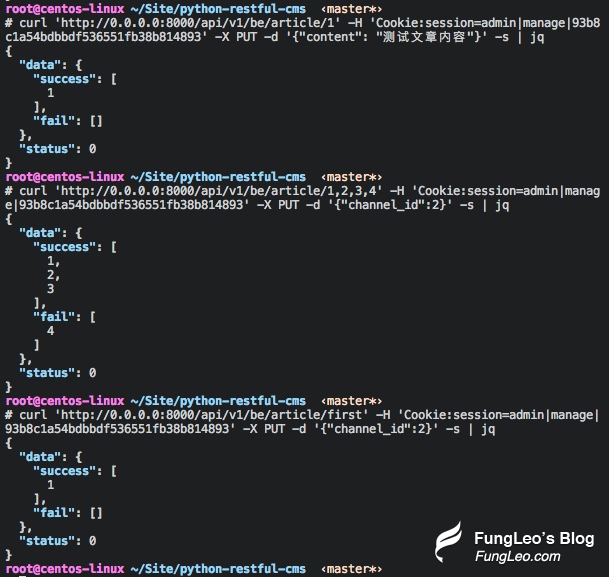 root@centos-linux ~/Site/python-restful-cms ‹master*›
# curl 'http://0.0.0.0:8000/api/v1/be/article/1' -H 'Cookie:session=admin|manage|93b8
c1a54bdbbdf536551fb38b814893' -X PUT -d '{"content": "测试文章内容"}' -s | jq
{
  "data": {
    "success": [
      1
    ],
    "fail": []
  },
  "status": 0
}
root@centos-linux ~/Site/python-restful-cms ‹master*›
# curl 'http://0.0.0.0:8000/api/v1/be/article/1,2,3,4' -H 'Cookie:session=admin|manag
e|93b8c1a54bdbbdf536551fb38b814893' -X PUT -d '{"channel_id":2}' -s | jq
{
  "data": {
    "success": [
      1,
      2,
      3
    ],
    "fail": [
      4
    ]
  },
  "status": 0
}
root@centos-linux ~/Site/python-restful-cms ‹master*›
# curl 'http://0.0.0.0:8000/api/v1/be/article/first' -H 'Cookie:session=admin|manage|
93b8c1a54bdbbdf536551fb38b814893' -X PUT -d '{"channel_id":2}' -s | jq
{
  "data": {
    "success": [
      1
    ],
    "fail": []
  },
  "status": 0
}
root@centos-linux ~/Site/python-restful-cms ‹master*›
FungLeo's Blog
FungLeo.com